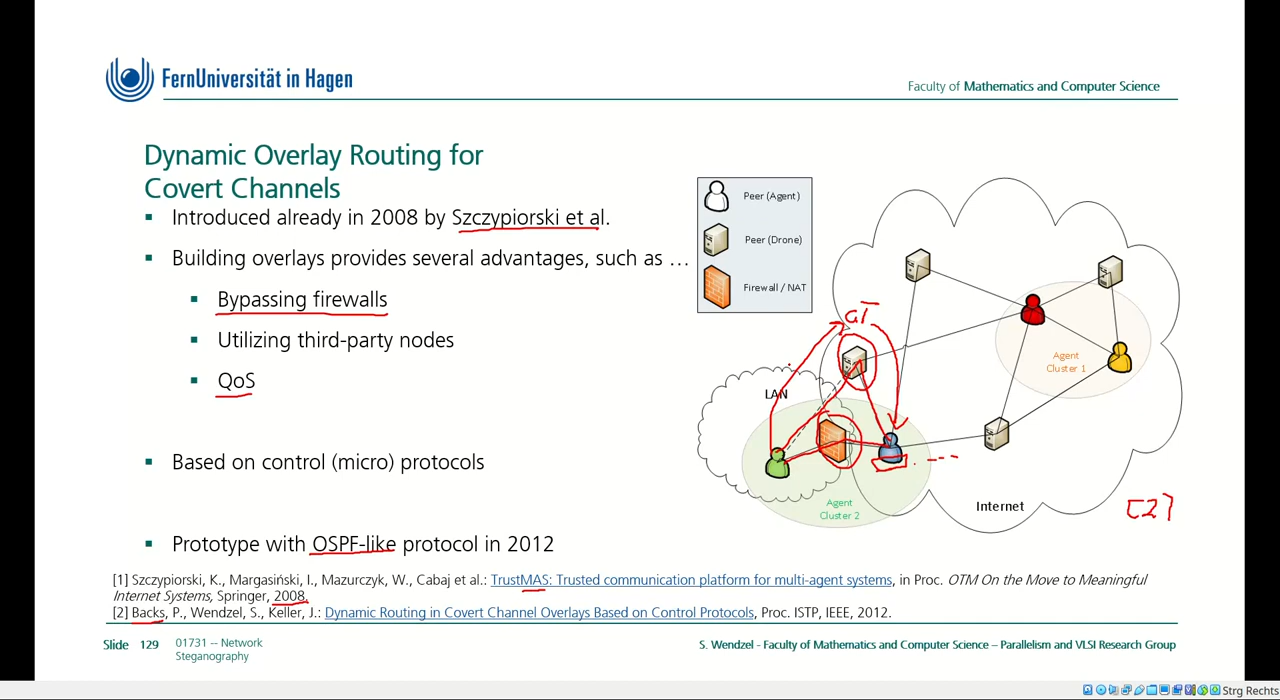 FernUniversität in Hagen
Faculty of Mathematics and Computer Science
Dynamic Overlay Routing for
Covert Channels
▪ Introduced already in 2008 by Szczypiorski et al.
▪ Building overlays provides several advantages, such as …
▪ Bypassing firewalls
▪ Utilizing third-party nodes
▪ QoS
▪ Based on control (micro) protocols
▪ Prototype with OSPF-like protocol in 2012
Peer (Agent)
Peer (Drone)
Firewall / NAT
LAN
Agent
Cluster 1
Agent
Cluster 2
Internet
[2]
[1] Szczypiorski, K., Margasiński, I., Mazurczyk, W., Cabaj et al.: TrustMAS: Trusted communication platform for multi-agent systems, in Proc. OTM On the Move to Meaningful
Internet Systems, Springer, 2008.
[2] Backs, P., Wendzel, S., Keller, J.: Dynamic Routing in Covert Channel Overlays Based on Control Protocols, Proc. ISTP, IEEE, 2012.
Slide 129
01731 -- Network
Steganography
S. Wendzel - Faculty of Mathematics and Computer Science – Parallelism and VLSI Research Group
Strg Rechts